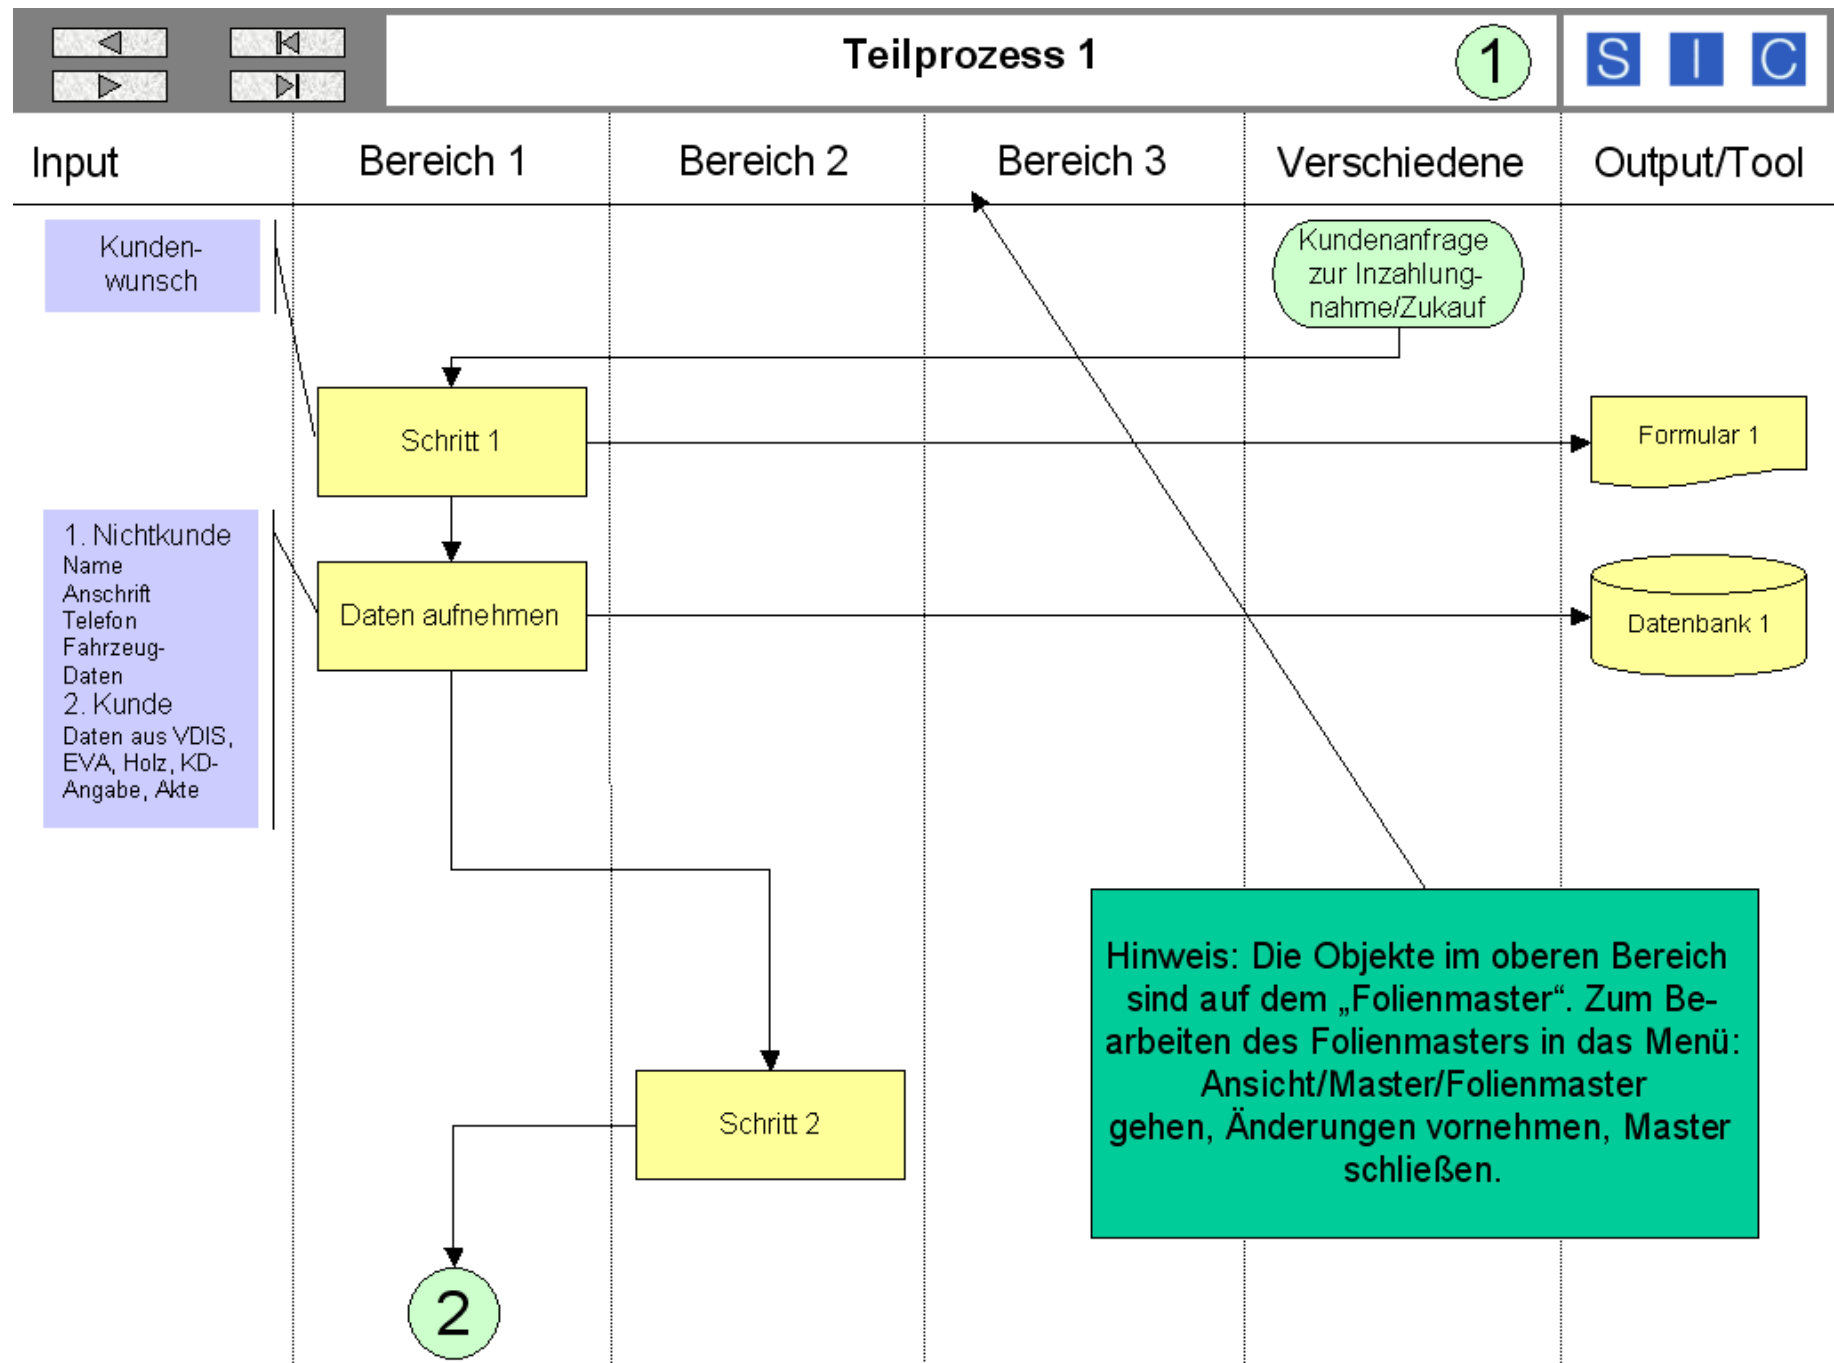 Teilprozess 1
1
S I C
Input
Bereich 1
Bereich 2
Bereich 3
Verschiedene
Output/Tool
Kunden-
wunsch
Kundenanfrage
zur Inzahlung-
nahme/Zukauf
Schritt 1
Formular 1
1. Nichtkunde
Name
Anschrift
Telefon
Fahrzeug-
Daten
2. Kunde
Daten aus VDIS,
EVA, Holz, KD-
Angabe, Akte
Daten aufnehmen
Datenbank 1
Hinweis: Die Objekte im oberen Bereich
sind auf dem „Folienmaster“. Zum Be-
arbeiten des Folienmasters in das Menü:
Ansicht/Master/Folienmaster
gehen, Änderungen vornehmen, Master
schließen.
Schritt 2
2